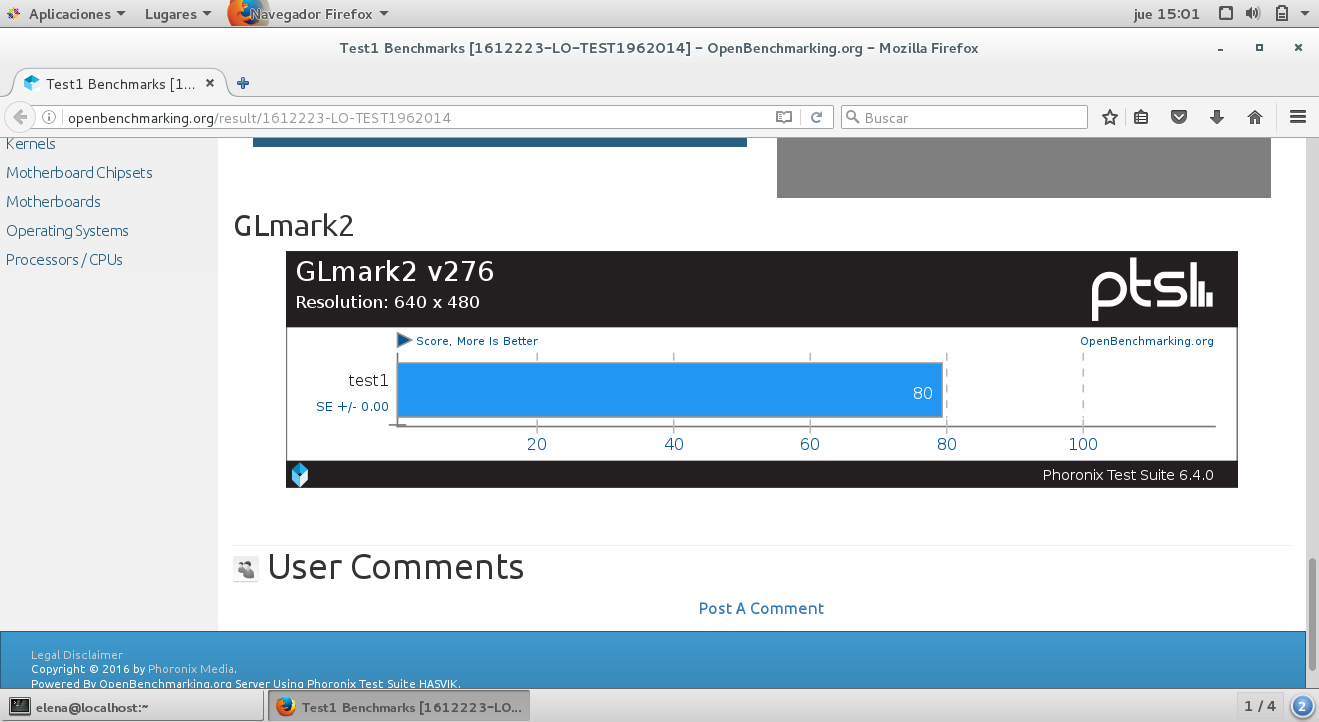 Aplicaciones Lugares Navegador Firefox jue 15:01
Test1 Benchmarks [1612223-LO-TEST1962014] - OpenBenchmarking.org - Mozilla Firefox
Test1 Benchmarks [1...
openbenchmarking.org/result/1612223-LO-TEST1962014 Buscar
Kernels
Motherboard Chipsets
Motherboards
Operating Systems
Processors / CPUs
GLmark2
GLmark2 v276
Resolution: 640 x 480
ptsl
Score, More Is Better OpenBenchmarking.org
test1
SE +/- 0.00
80
20 40 60 80 100
Phoronix Test Suite 6.4.0
User Comments
Post A Comment
Legal Disclaimer
Copyright © 2016 by Phoronix Media.
Powered By OpenBenchmarking.org Server Using Phoronix Test Suite HASVIK.
elena@localhost:~ Test1 Benchmarks [1612223-LO... 1 / 4 2